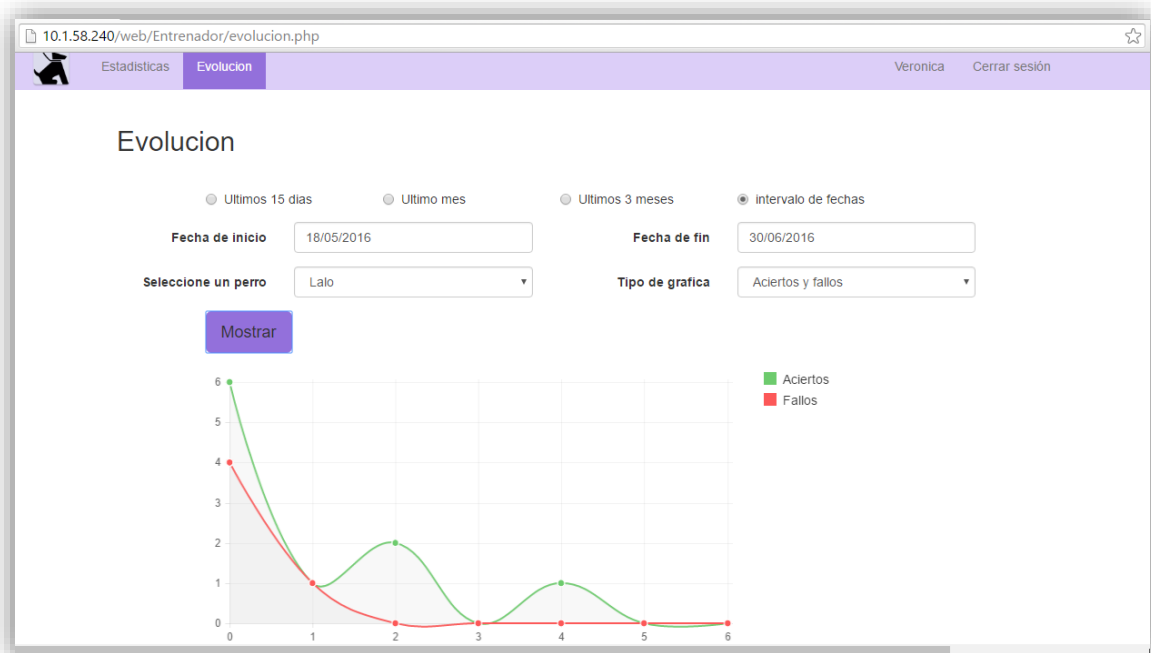 10.1.58.240/web/Entrenador/evolucion.php
Estadisticas Evolucion Veronica Cerrar sesión
Evolucion
Ultimos 15 dias Ultimo mes Ultimos 3 meses intervalo de fechas
Fecha de inicio 18/05/2016 Fecha de fin 30/06/2016
Seleccione un perro Lalo Tipo de grafica Aciertos y fallos
Mostrar
Aciertos
Fallos
6
5
4
3
2
1
0
0 1 2 3 4 5 6